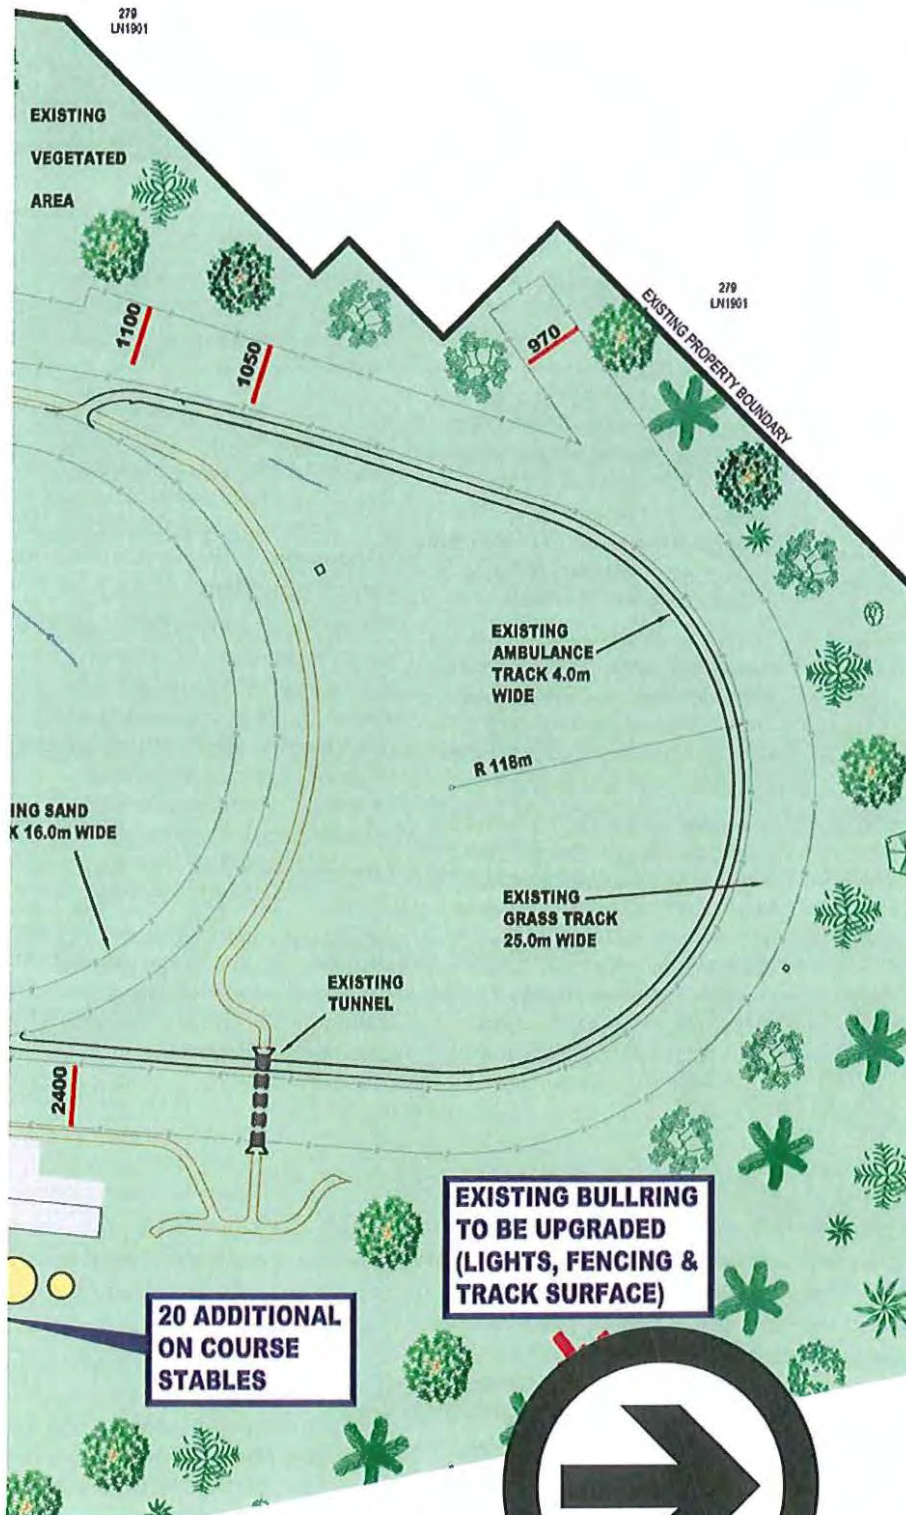 279
LN1901
EXISTING
VEGETATED
AREA
279
LN1901
EXISTING PROPERTY BOUNDARY
1100
1050
970
EXISTING
AMBULANCE
TRACK 4.0m
WIDE
R 118m
ING SAND
K 16.0m WIDE
EXISTING
GRASS TRACK
25.0m WIDE
EXISTING
TUNNEL
2400
EXISTING BULLRING
TO BE UPGRADED
(LIGHTS, FENCING &
TRACK SURFACE)
20 ADDITIONAL
ON COURSE
STABLES